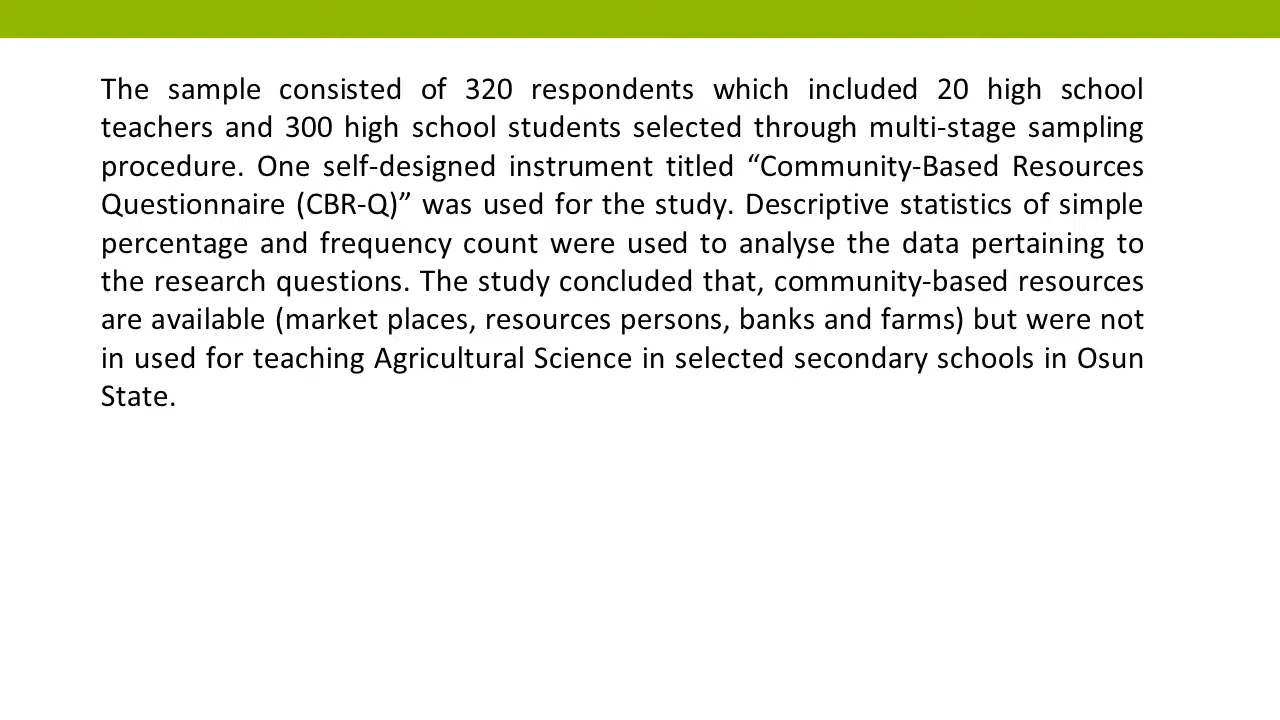 The sample consisted of 320 respondents which included 20 high school
teachers and 300 high school students selected through multi-stage sampling
procedure. One self-designed instrument titled “Community-Based Resources
Questionnaire (CBR-Q)” was used for the study. Descriptive statistics of simple
percentage and frequency count were used to analyse the data pertaining to
the research questions. The study concluded that, community-based resources
are available (market places, resources persons, banks and farms) but were not
in used for teaching Agricultural Science in selected secondary schools in Osun
State.